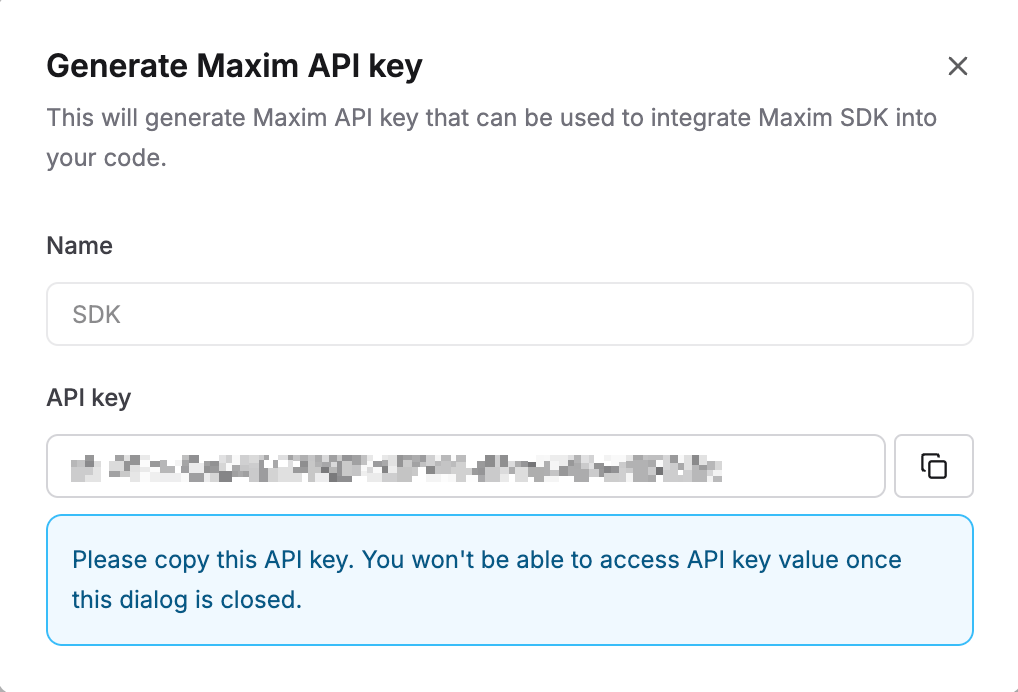 Generate Maxim API key
This will generate Maxim API key that can be used to integrate Maxim SDK into
your code.
Name
SDK
API key
Please copy this API key. You won't be able to access API key value once
this dialog is closed.